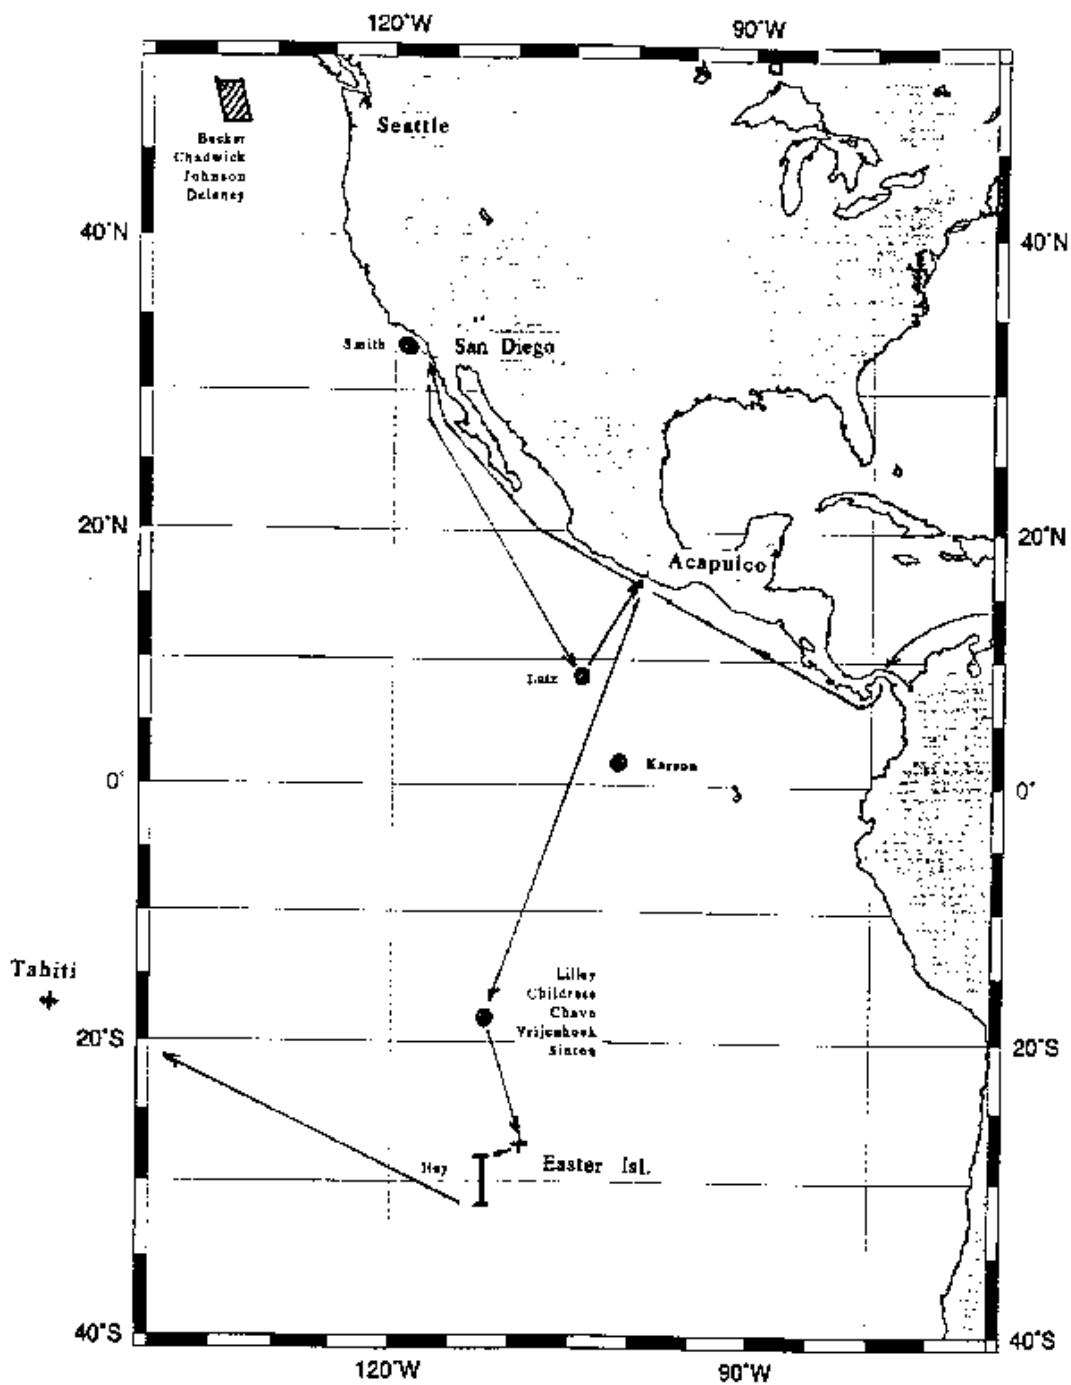 120°W
90°W
Seattle
Becker
Chadwick
Johnson
Delaney
40°N
40°N
Smith
San Diego
20°N
20°N
Acapulco
Lutz
Karson
0°
0°
Tahiti
Lilley
Childress
Chave
Vrijenhoek
Sinton
20°S
20°S
Easter Isl.
40°S
40°S
120°W
90°W